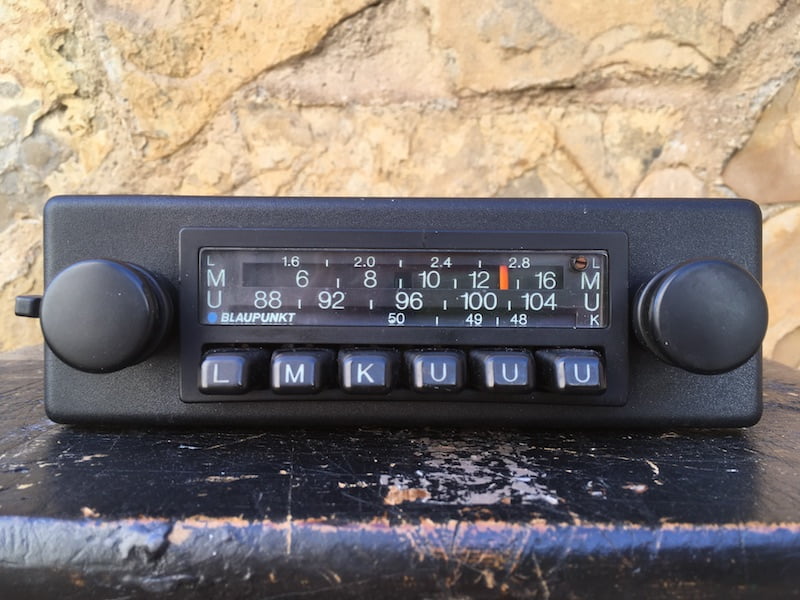 L 1.6 2.0 2.4 2.8 L
M 6 8 10 12 16 M
U 88 92 96 100 104 U
BLAUPUNKT 50 49 48 K
L M K U U U